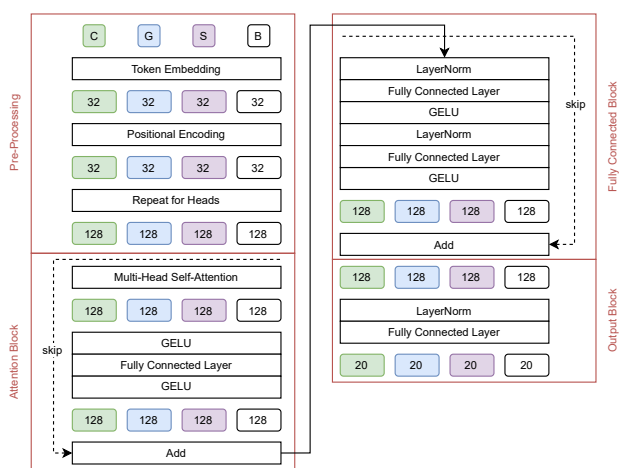 Pre-Processing
C G S B
Token Embedding
32 32 32 32
Positional Encoding
32 32 32 32
Repeat for Heads
128 128 128 128
Attention Block
Multi-Head Self-Attention
128 128 128 128
skip
GELU
Fully Connected Layer
GELU
128 128 128 128
Add
Fully Connected Block
LayerNorm
Fully Connected Layer
GELU
skip
LayerNorm
Fully Connected Layer
GELU
128 128 128 128
Add
Output Block
128 128 128 128
LayerNorm
Fully Connected Layer
20 20 20 20